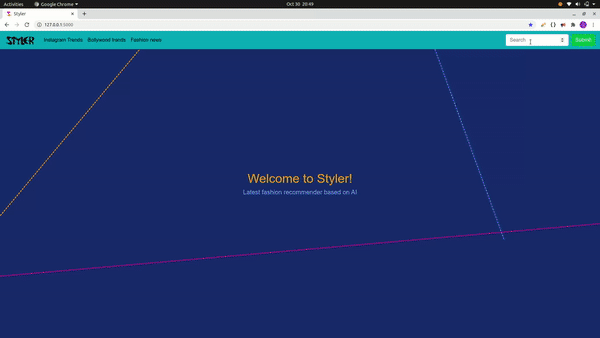 Activities Google Chrome Oct 30 20:49
Styler
127.0.0.1:5000
STYLER Instagram Trends Bollywood trends Fashion news Search Submit
Welcome to Styler!
Latest fashion recommender based on AI